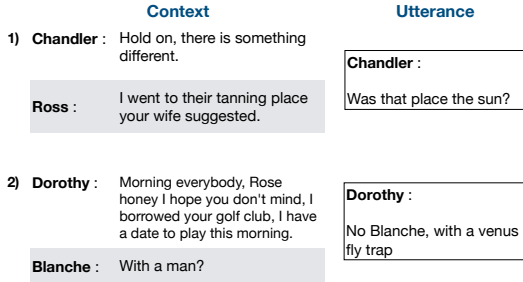 Context Utterance
1) Chandler : Hold on, there is something
different.
Ross : I went to their tanning place
your wife suggested.
Chandler :
Was that place the sun?
2) Dorothy : Morning everybody, Rose
honey I hope you don't mind, I
borrowed your golf club, I have
a date to play this morning.
Blanche : With a man?
Dorothy :
No Blanche, with a venus
fly trap